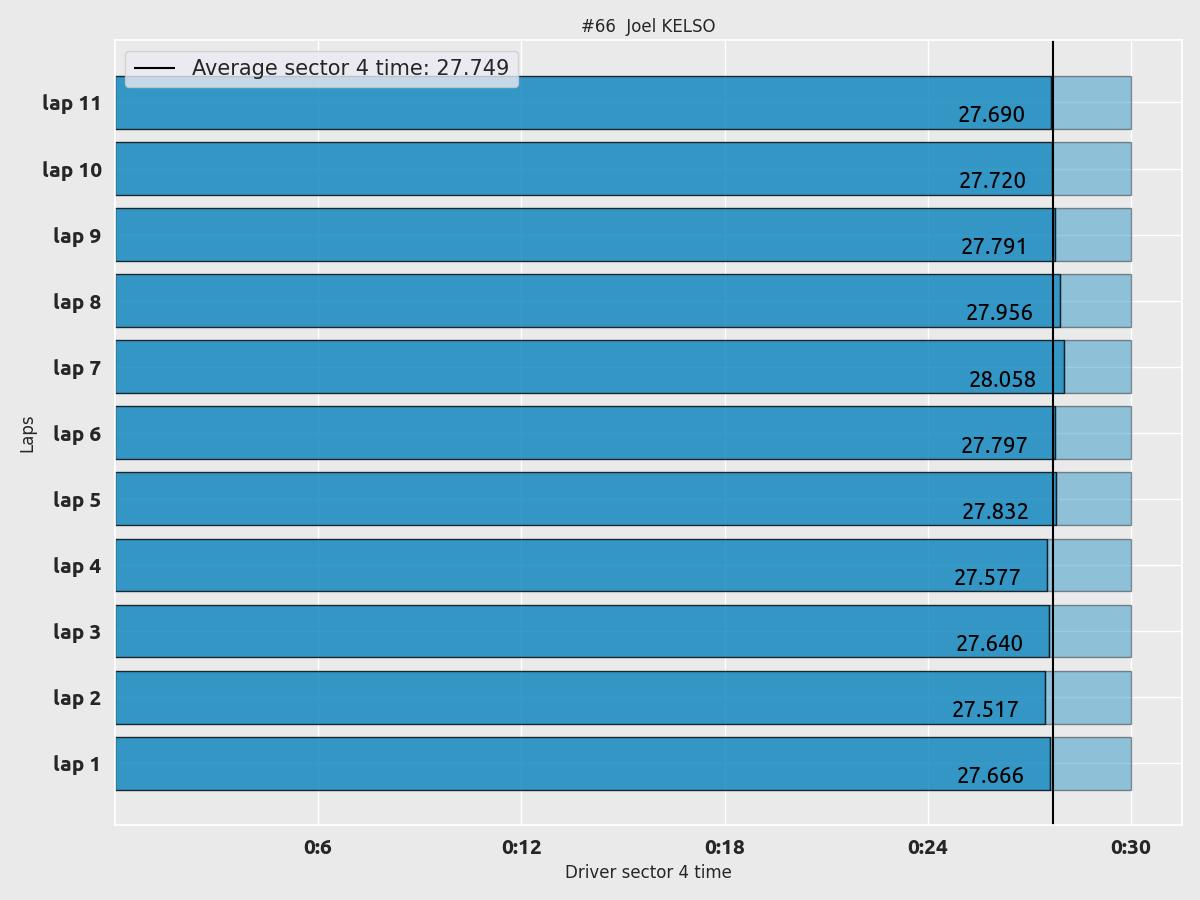 #66  Joel KELSO
Average sector 4 time: 27.749
lap 11
27.690
lap 10
27.720
lap 9
27.791
lap 8
27.956
lap 7
28.058
lap 6
27.797
lap 5
27.832
lap 4
27.577
lap 3
27.640
lap 2
27.517
lap 1
27.666
Laps
0:6
0:12
0:18
0:24
0:30
Driver sector 4 time